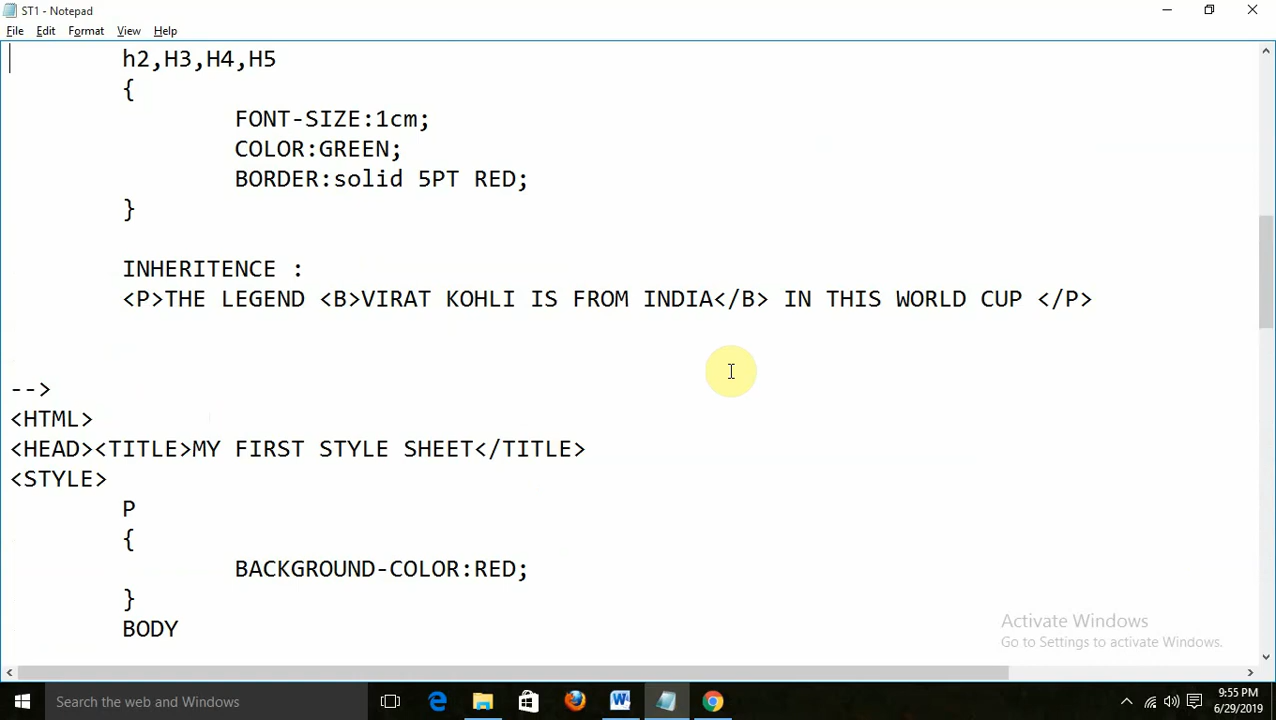 ST1 - Notepad
File Edit Format View Help
h2,H3,H4,H5
{
FONT-SIZE:1cm;
COLOR:GREEN;
BORDER:solid 5PT RED;
}
INHERITENCE :
<P>THE LEGEND <B>VIRAT KOHLI IS FROM INDIA</B> IN THIS WORLD CUP </P>
-->
<HTML>
<HEAD><TITLE>MY FIRST STYLE SHEET</TITLE>
<STYLE>
P
{
BACKGROUND-COLOR:RED;
}
BODY
Activate Windows
Go to Settings to activate Windows.
Search the web and Windows
9:55 PM
6/29/2019